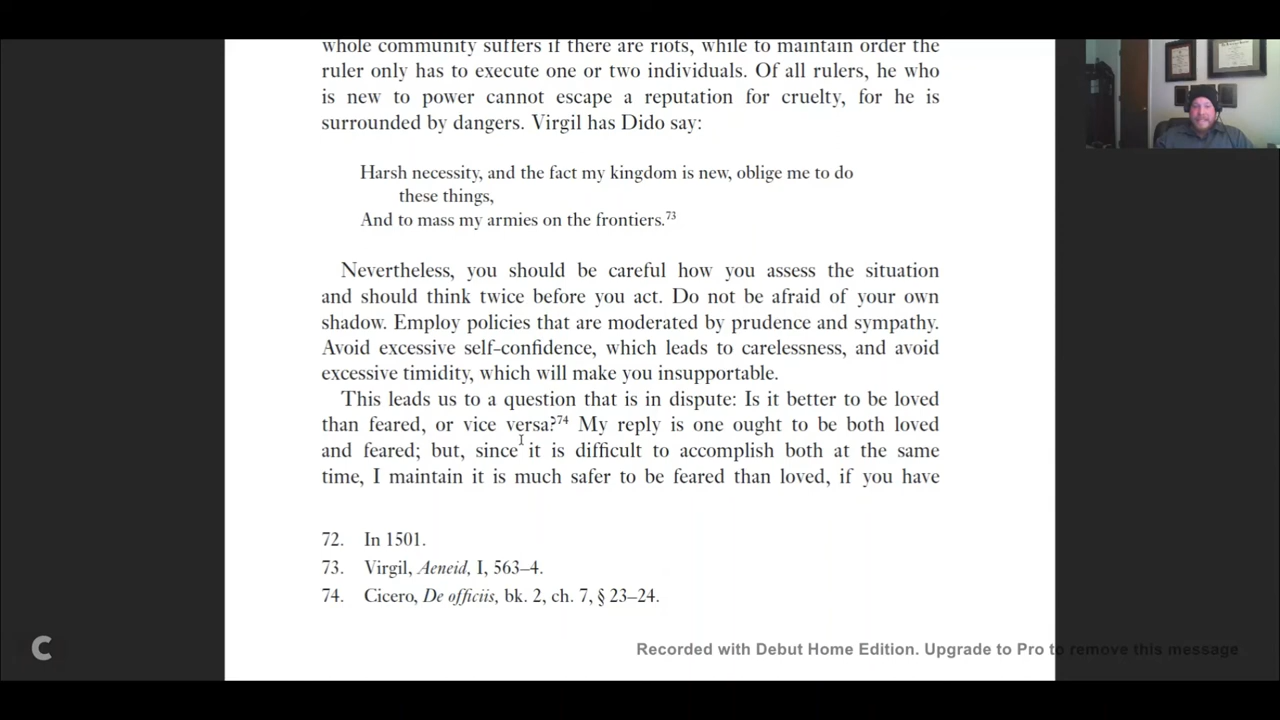 whole community suffers if there are riots, while to maintain order the
ruler only has to execute one or two individuals. Of all rulers, he who
is new to power cannot escape a reputation for cruelty, for he is
surrounded by dangers. Virgil has Dido say:
Harsh necessity, and the fact my kingdom is new, oblige me to do
these things,
And to mass my armies on the frontiers.73
Nevertheless, you should be careful how you assess the situation
and should think twice before you act. Do not be afraid of your own
shadow. Employ policies that are moderated by prudence and sympathy.
Avoid excessive self-confidence, which leads to carelessness, and avoid
excessive timidity, which will make you insupportable.
This leads us to a question that is in dispute: Is it better to be loved
than feared, or vice versa?74 My reply is one ought to be both loved
and feared; but, since it is difficult to accomplish both at the same
time, I maintain it is much safer to be feared than loved, if you have
72. In 1501.
73. Virgil, Aeneid, I, 563–4.
74. Cicero, De officiis, bk. 2, ch. 7, § 23–24.
C
Recorded with Debut Home Edition. Upgrade to Pro to remove this message